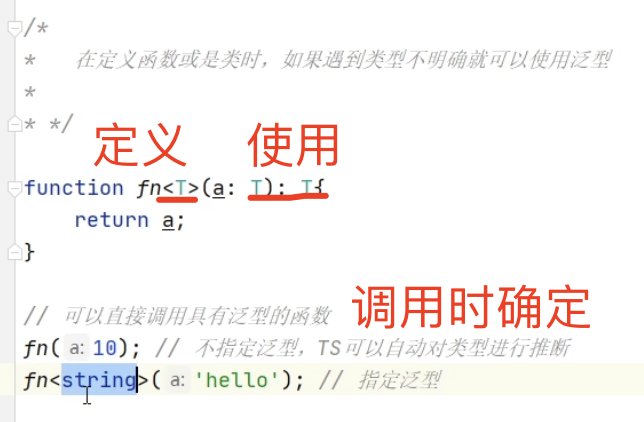 /*
*   在定义函数或是类时，如果遇到类型不明确就可以使用泛型
*
* */
定义 使用
function fn<T>(a: T): T{
    return a;
}
调用时确定
// 可以直接调用具有泛型的函数
fn( a: 10); // 不指定泛型，TS可以自动对类型进行推断
fn<string>( a: 'hello'); // 指定泛型